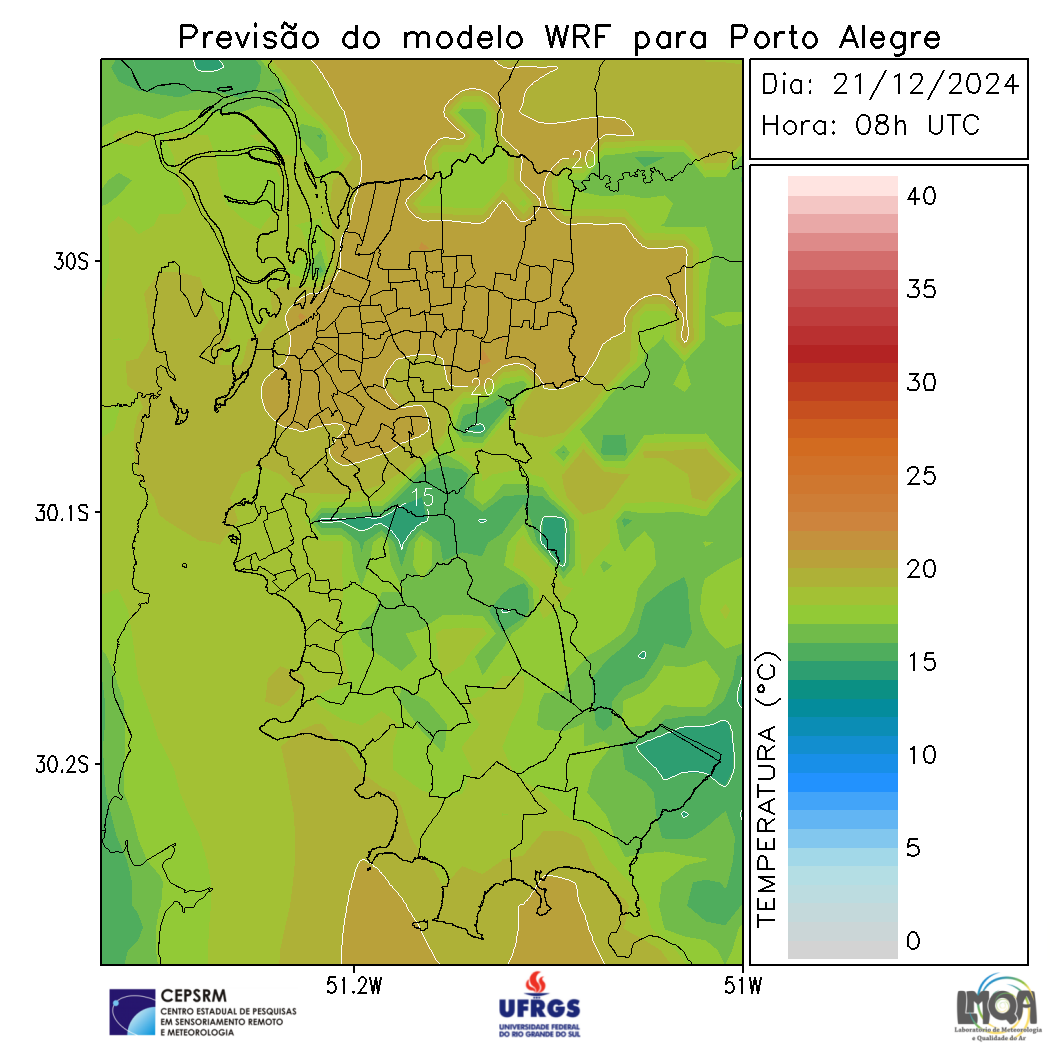 Previsão do modelo WRF para Porto Alegre
Dia: 21/12/2024
Hora: 08h UTC
20
20
15
30S
30.1S
30.2S
51.2W
51W
TEMPERATURA (°C)
40
35
30
25
20
15
10
5
0
CEPSRM
CENTRO ESTADUAL DE PESQUISAS
EM SENSORIAMENTO REMOTO
E METEOROLOGIA
UFRGS
UNIVERSIDADE FEDERAL
DO RIO GRANDE DO SUL
LMQA
Laboratório de Meteorologia
e Qualidade do Ar